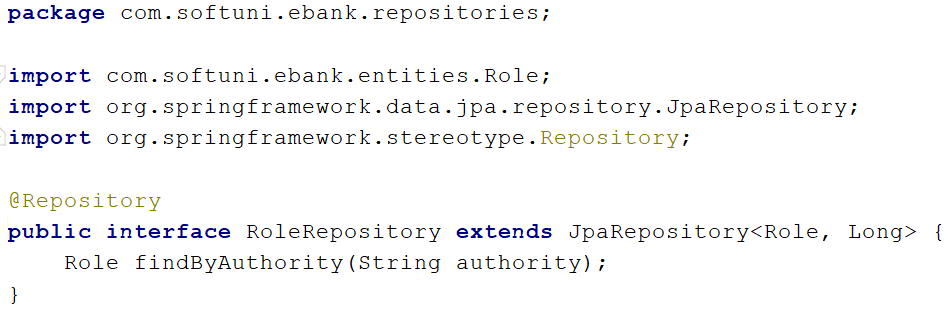 package com.softuni.ebank.repositories;
import com.softuni.ebank.entities.Role;
import org.springframework.data.jpa.repository.JpaRepository;
import org.springframework.stereotype.Repository;
@Repository
public interface RoleRepository extends JpaRepository<Role, Long> {
    Role findByAuthority(String authority);
}